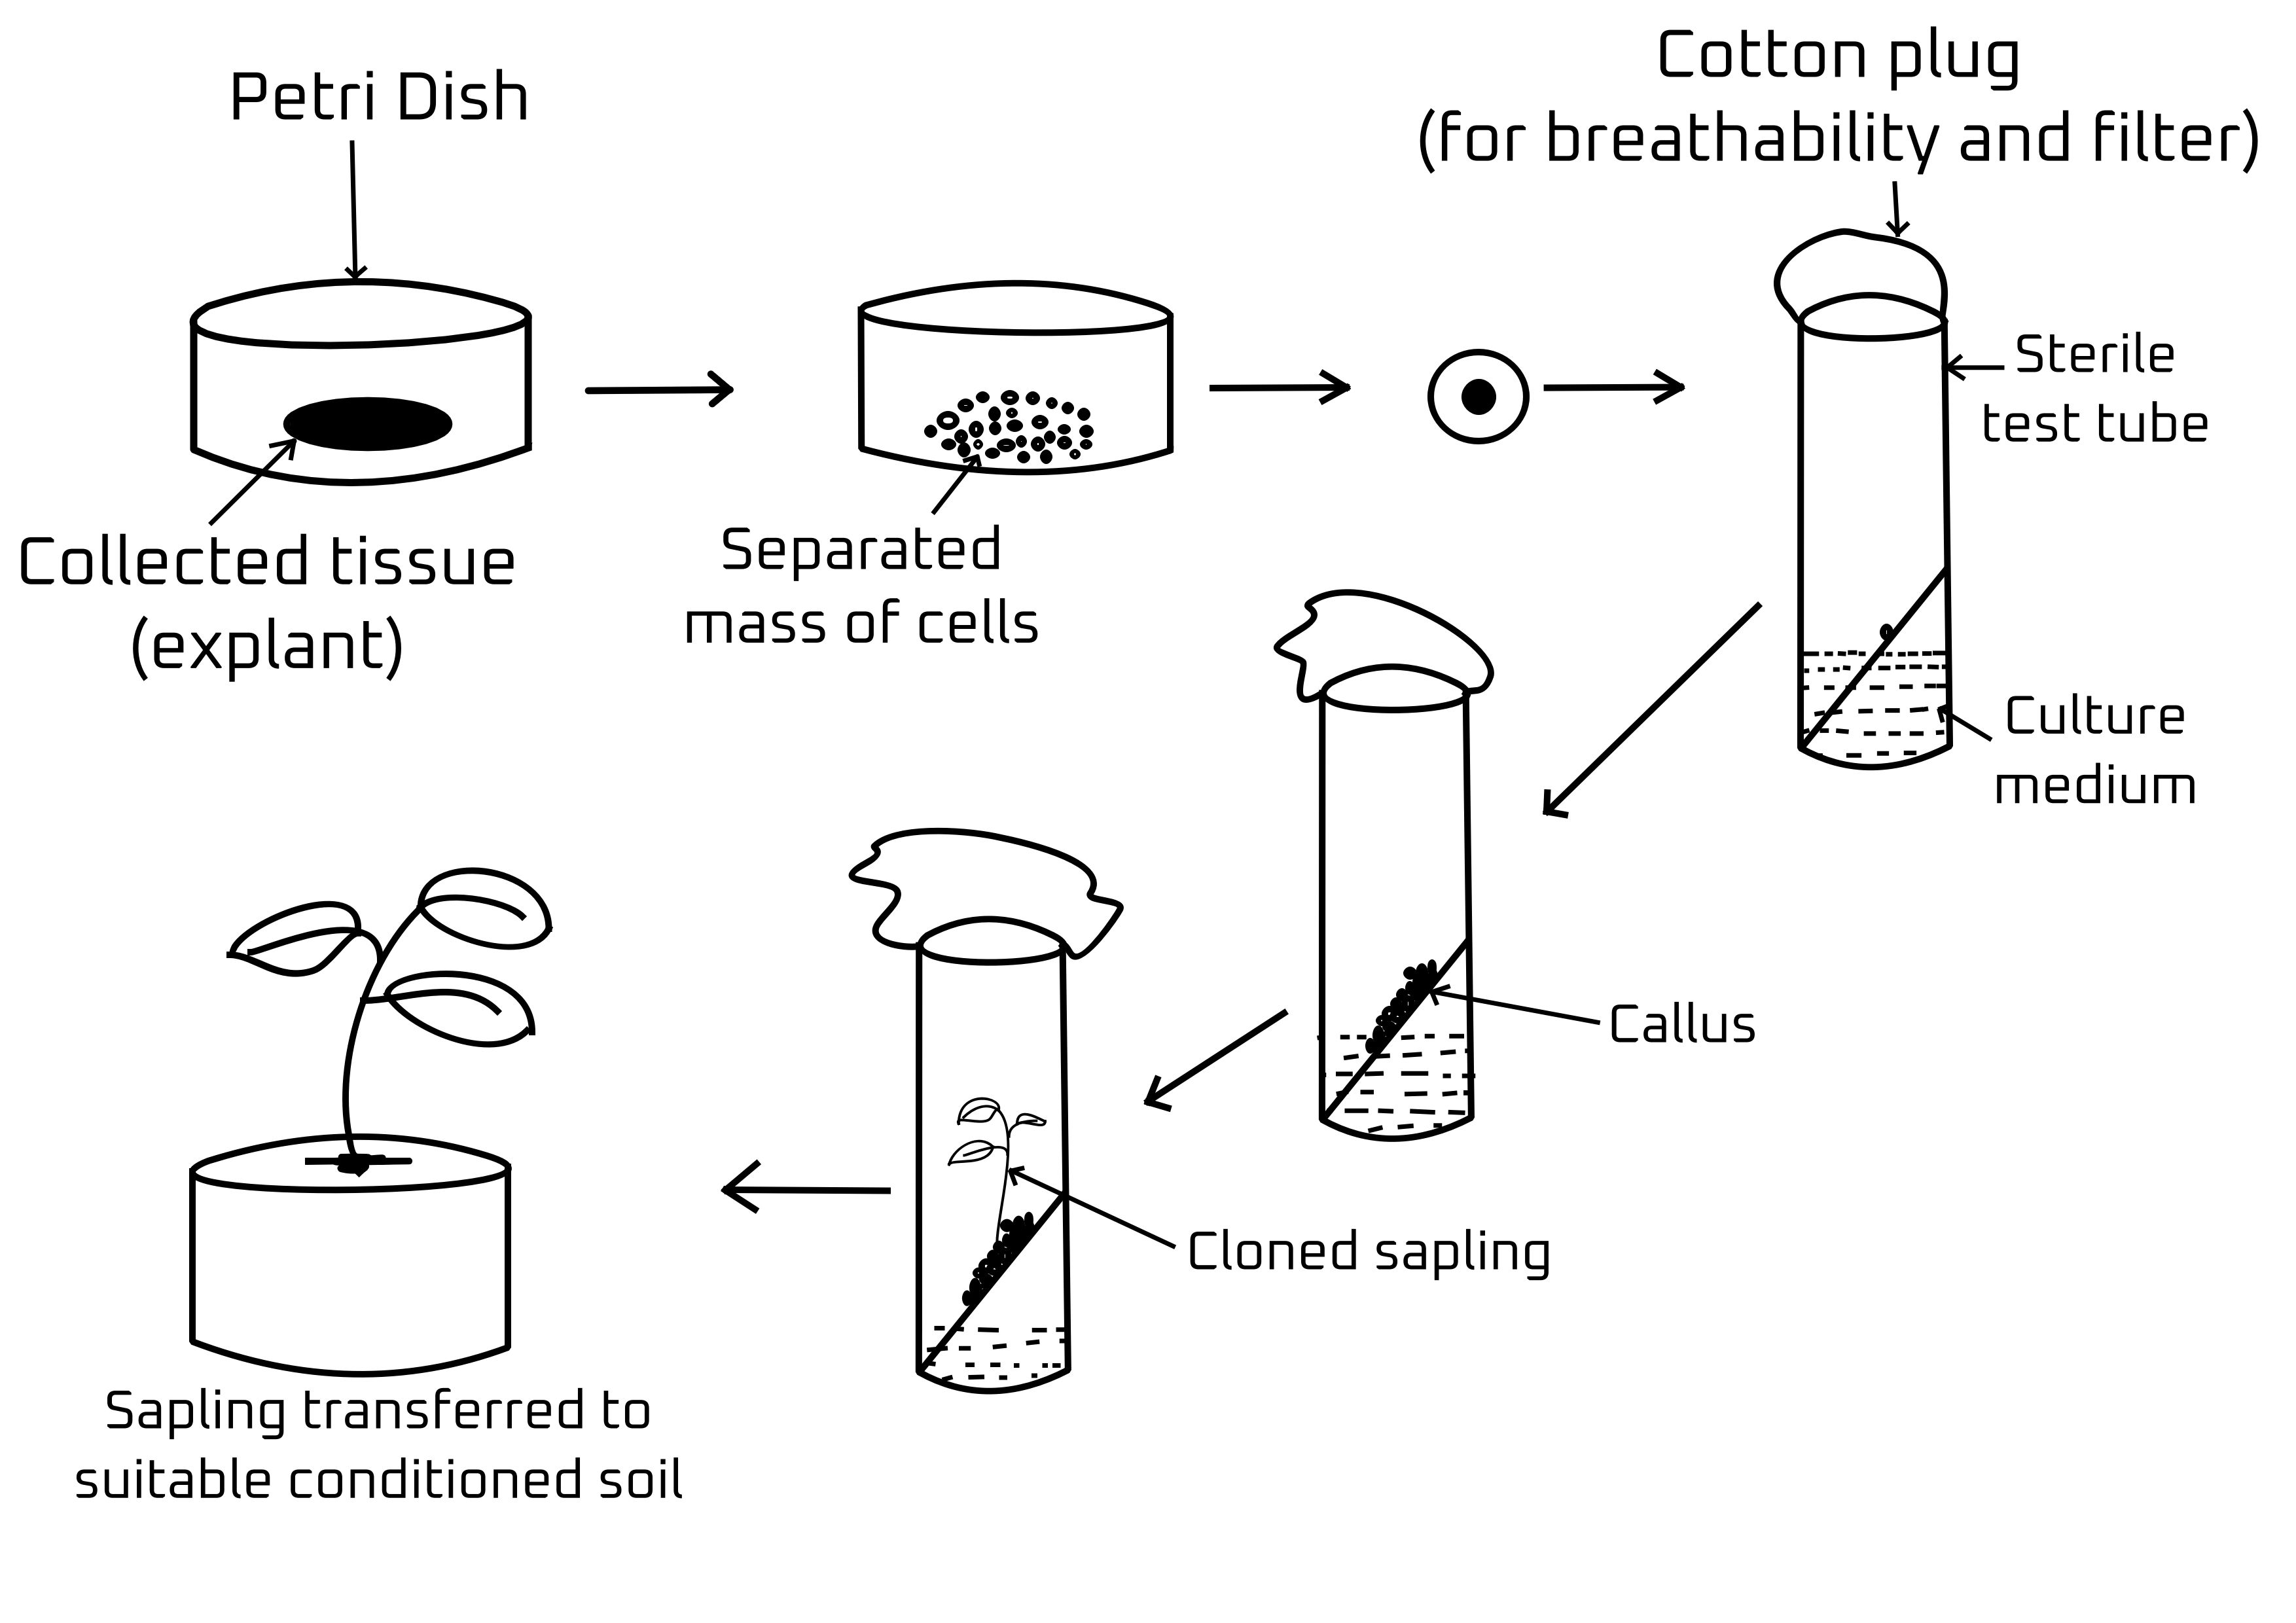 Petri Dish
Cotton plug
(for breathability and filter)
Sterile
test tube
Collected tissue
(explant)
Separated
mass of cells
Culture
medium
Callus
Cloned sapling
Sapling transferred to
suitable conditioned soil